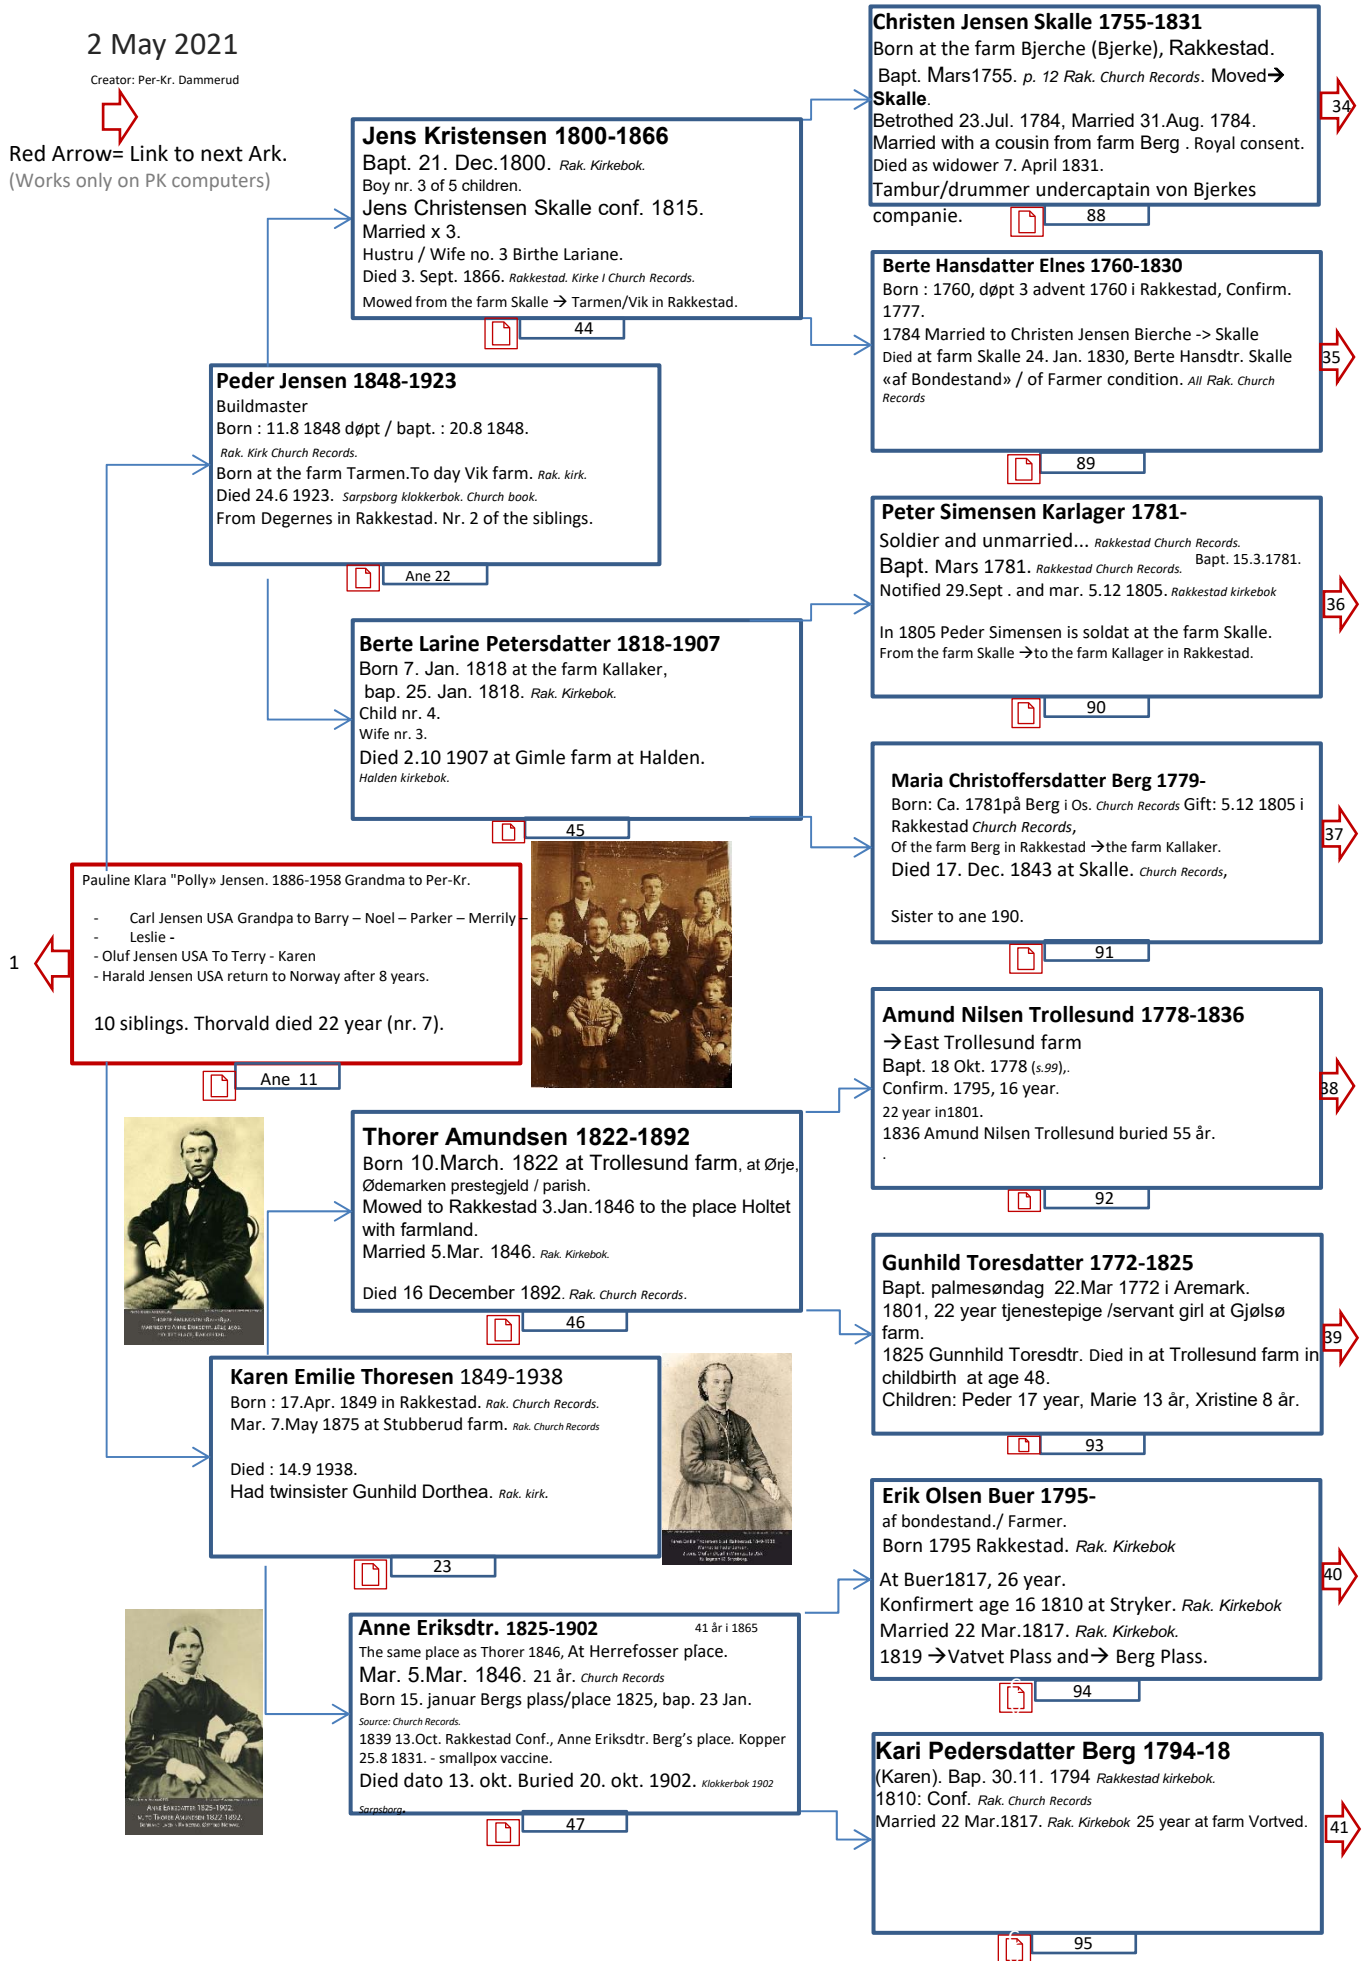 2 May 2021
Creator: Per-Kr. Dammerud
Red Arrow= Link to next Ark.
(Works only on PK computers)
Christen Jensen Skalle 1755-1831
Born at the farm Bjerche (Bjerke), Rakkestad.
Bapt. Mars1755. p. 12 Rak. Church Records. Moved→
Skalle.
Betrothed 23.Jul. 1784, Married 31.Aug. 1784.
Married with a cousin from farm Berg . Royal consent.
Died as widower 7. April 1831.
Tambur/drummer undercaptain von Bjerkes
companie.
34
88
Jens Kristensen 1800-1866
Bapt. 21. Dec.1800. Rak. Kirkebok.
Boy nr. 3 of 5 children.
Jens Christensen Skalle conf. 1815.
Married x 3.
Hustru / Wife no. 3 Birthe Lariane.
Died 3. Sept. 1866. Rakkestad. Kirke I Church Records.
Mowed from the farm Skalle → Tarmen/Vik in Rakkestad.
44
Berte Hansdatter Elnes 1760-1830
Born : 1760, døpt 3 advent 1760 i Rakkestad, Confirm.
1777.
1784 Married to Christen Jensen Bierche -> Skalle
Died at farm Skalle 24. Jan. 1830, Berte Hansdtr. Skalle
«af Bondestand» / of Farmer condition. All Rak. Church
Records
35
89
Peder Jensen 1848-1923
Buildmaster
Born : 11.8 1848 døpt / bapt. : 20.8 1848.
Rak. Kirk Church Records.
Born at the farm Tarmen.To day Vik farm. Rak. kirk.
Died 24.6 1923. Sarpsborg klokkerbok. Church book.
From Degernes in Rakkestad. Nr. 2 of the siblings.
Ane 22
Peter Simensen Karlager 1781-
Soldier and unmarried... Rakkestad Church Records.
Bapt. Mars 1781. Rakkestad Church Records. Bapt. 15.3.1781.
Notified 29.Sept . and mar. 5.12 1805. Rakkestad kirkebok
In 1805 Peder Simensen is soldat at the farm Skalle.
From the farm Skalle →to the farm Kallager in Rakkestad.
36
90
Berte Larine Petersdatter 1818-1907
Born 7. Jan. 1818 at the farm Kallaker,
bap. 25. Jan. 1818. Rak. Kirkebok.
Child nr. 4.
Wife nr. 3.
Died 2.10 1907 at Gimle farm at Halden.
Halden kirkebok.
45
Maria Christoffersdatter Berg 1779-
Born: Ca. 1781på Berg i Os. Church Records Gift: 5.12 1805 i
Rakkestad Church Records,
Of the farm Berg in Rakkestad →the farm Kallaker.
Died 17. Dec. 1843 at Skalle. Church Records,
Sister to ane 190.
37
91
Pauline Klara "Polly» Jensen. 1886-1958 Grandma to Per-Kr.
- Carl Jensen USA Grandpa to Barry – Noel – Parker – Merrily –
- Leslie -
- Oluf Jensen USA To Terry - Karen
- Harald Jensen USA return to Norway after 8 years.
10 siblings. Thorvald died 22 year (nr. 7).
1
Ane 11
Amund Nilsen Trollesund 1778-1836
→East Trollesund farm
Bapt. 18 Okt. 1778 (s.99),.
Confirm. 1795, 16 year.
22 year in1801.
1836 Amund Nilsen Trollesund buried 55 år.
.
38
92
Thorer Amundsen 1822-1892
Born 10.March. 1822 at Trollesund farm, at Ørje,
Ødemarken prestegjeld / parish.
Mowed to Rakkestad 3.Jan.1846 to the place Holtet
with farmland.
Married 5.Mar. 1846. Rak. Kirkebok.
Died 16 December 1892. Rak. Church Records.
46
THORER AMUNDSEN 1822-1892.
Gunhild Toresdatter 1772-1825
Bapt. palmesøndag 22.Mar 1772 i Aremark.
1801, 22 year tjenestepige /servant girl at Gjølsø
farm.
1825 Gunnhild Toresdtr. Died in at Trollesund farm in
childbirth at age 48.
Children: Peder 17 year, Marie 13 år, Xristine 8 år.
39
93
Karen Emilie Thoresen 1849-1938
Born : 17.Apr. 1849 in Rakkestad. Rak. Church Records.
Mar. 7.May 1875 at Stubberud farm. Rak. Church Records
Died : 14.9 1938.
Had twinsister Gunhild Dorthea. Rak. kirk.
23
Erik Olsen Buer 1795-
af bondestand./ Farmer.
Born 1795 Rakkestad. Rak. Kirkebok
At Buer1817, 26 year.
Konfirmert age 16 1810 at Stryker. Rak. Kirkebok
Married 22 Mar.1817. Rak. Kirkebok.
1819 →Vatvet Plass and→ Berg Plass.
40
94
Anne Eriksdtr. 1825-1902 41 år i 1865
The same place as Thorer 1846, At Herrefosser place.
Mar. 5.Mar. 1846. 21 år. Church Records
Born 15. januar Bergs plass/place 1825, bap. 23 Jan.
Source: Church Records.
1839 13.Oct. Rakkestad Conf., Anne Eriksdtr. Berg's place. Kopper
25.8 1831. - smallpox vaccine.
Died dato 13. okt. Buried 20. okt. 1902. Klokkerbok 1902
Sarpsborg.
47
ANNE ERIKSDATTER 1825-1902.
M. TO THORER AMUNDSEN 1822-1892.
Kari Pedersdatter Berg 1794-18
(Karen). Bap. 30.11. 1794 Rakkestad kirkebok.
1810: Conf. Rak. Church Records
Married 22 Mar.1817. Rak. Kirkebok 25 year at farm Vortved.
41
95